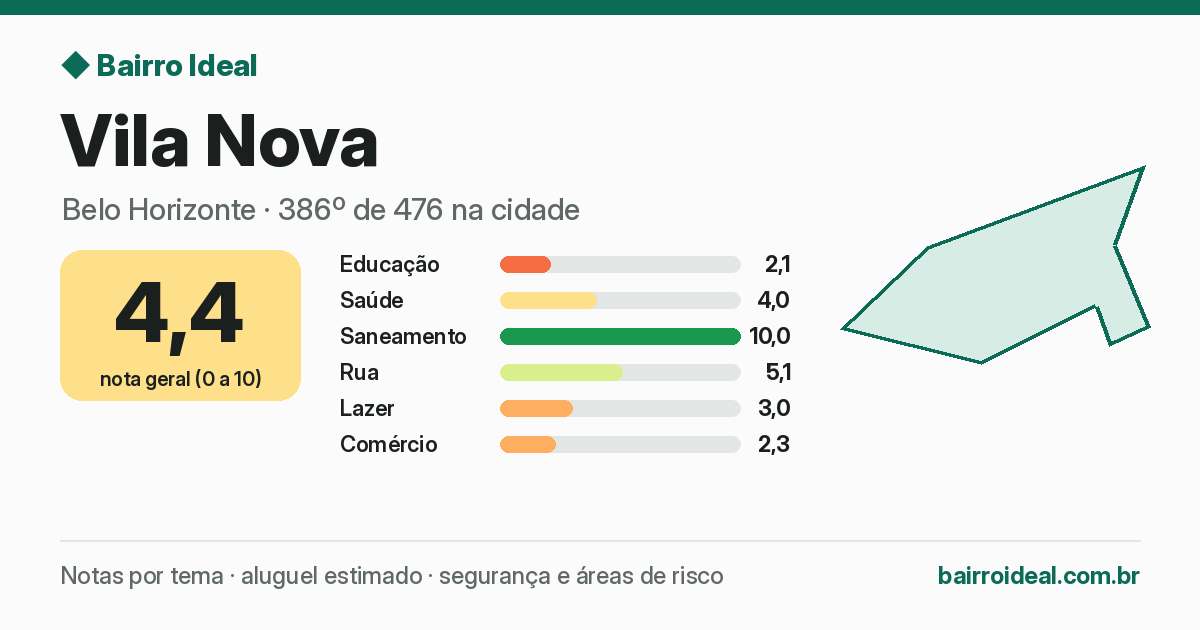 Bairro Ideal
Vila Nova
Belo Horizonte · 386º de 476 na cidade
4,4
nota geral (0 a 10)
Educação 2,1
Saúde 4,0
Saneamento 10,0
Rua 5,1
Lazer 3,0
Comércio 2,3
Notas por tema · aluguel estimado · segurança e áreas de risco
bairroideal.com.br